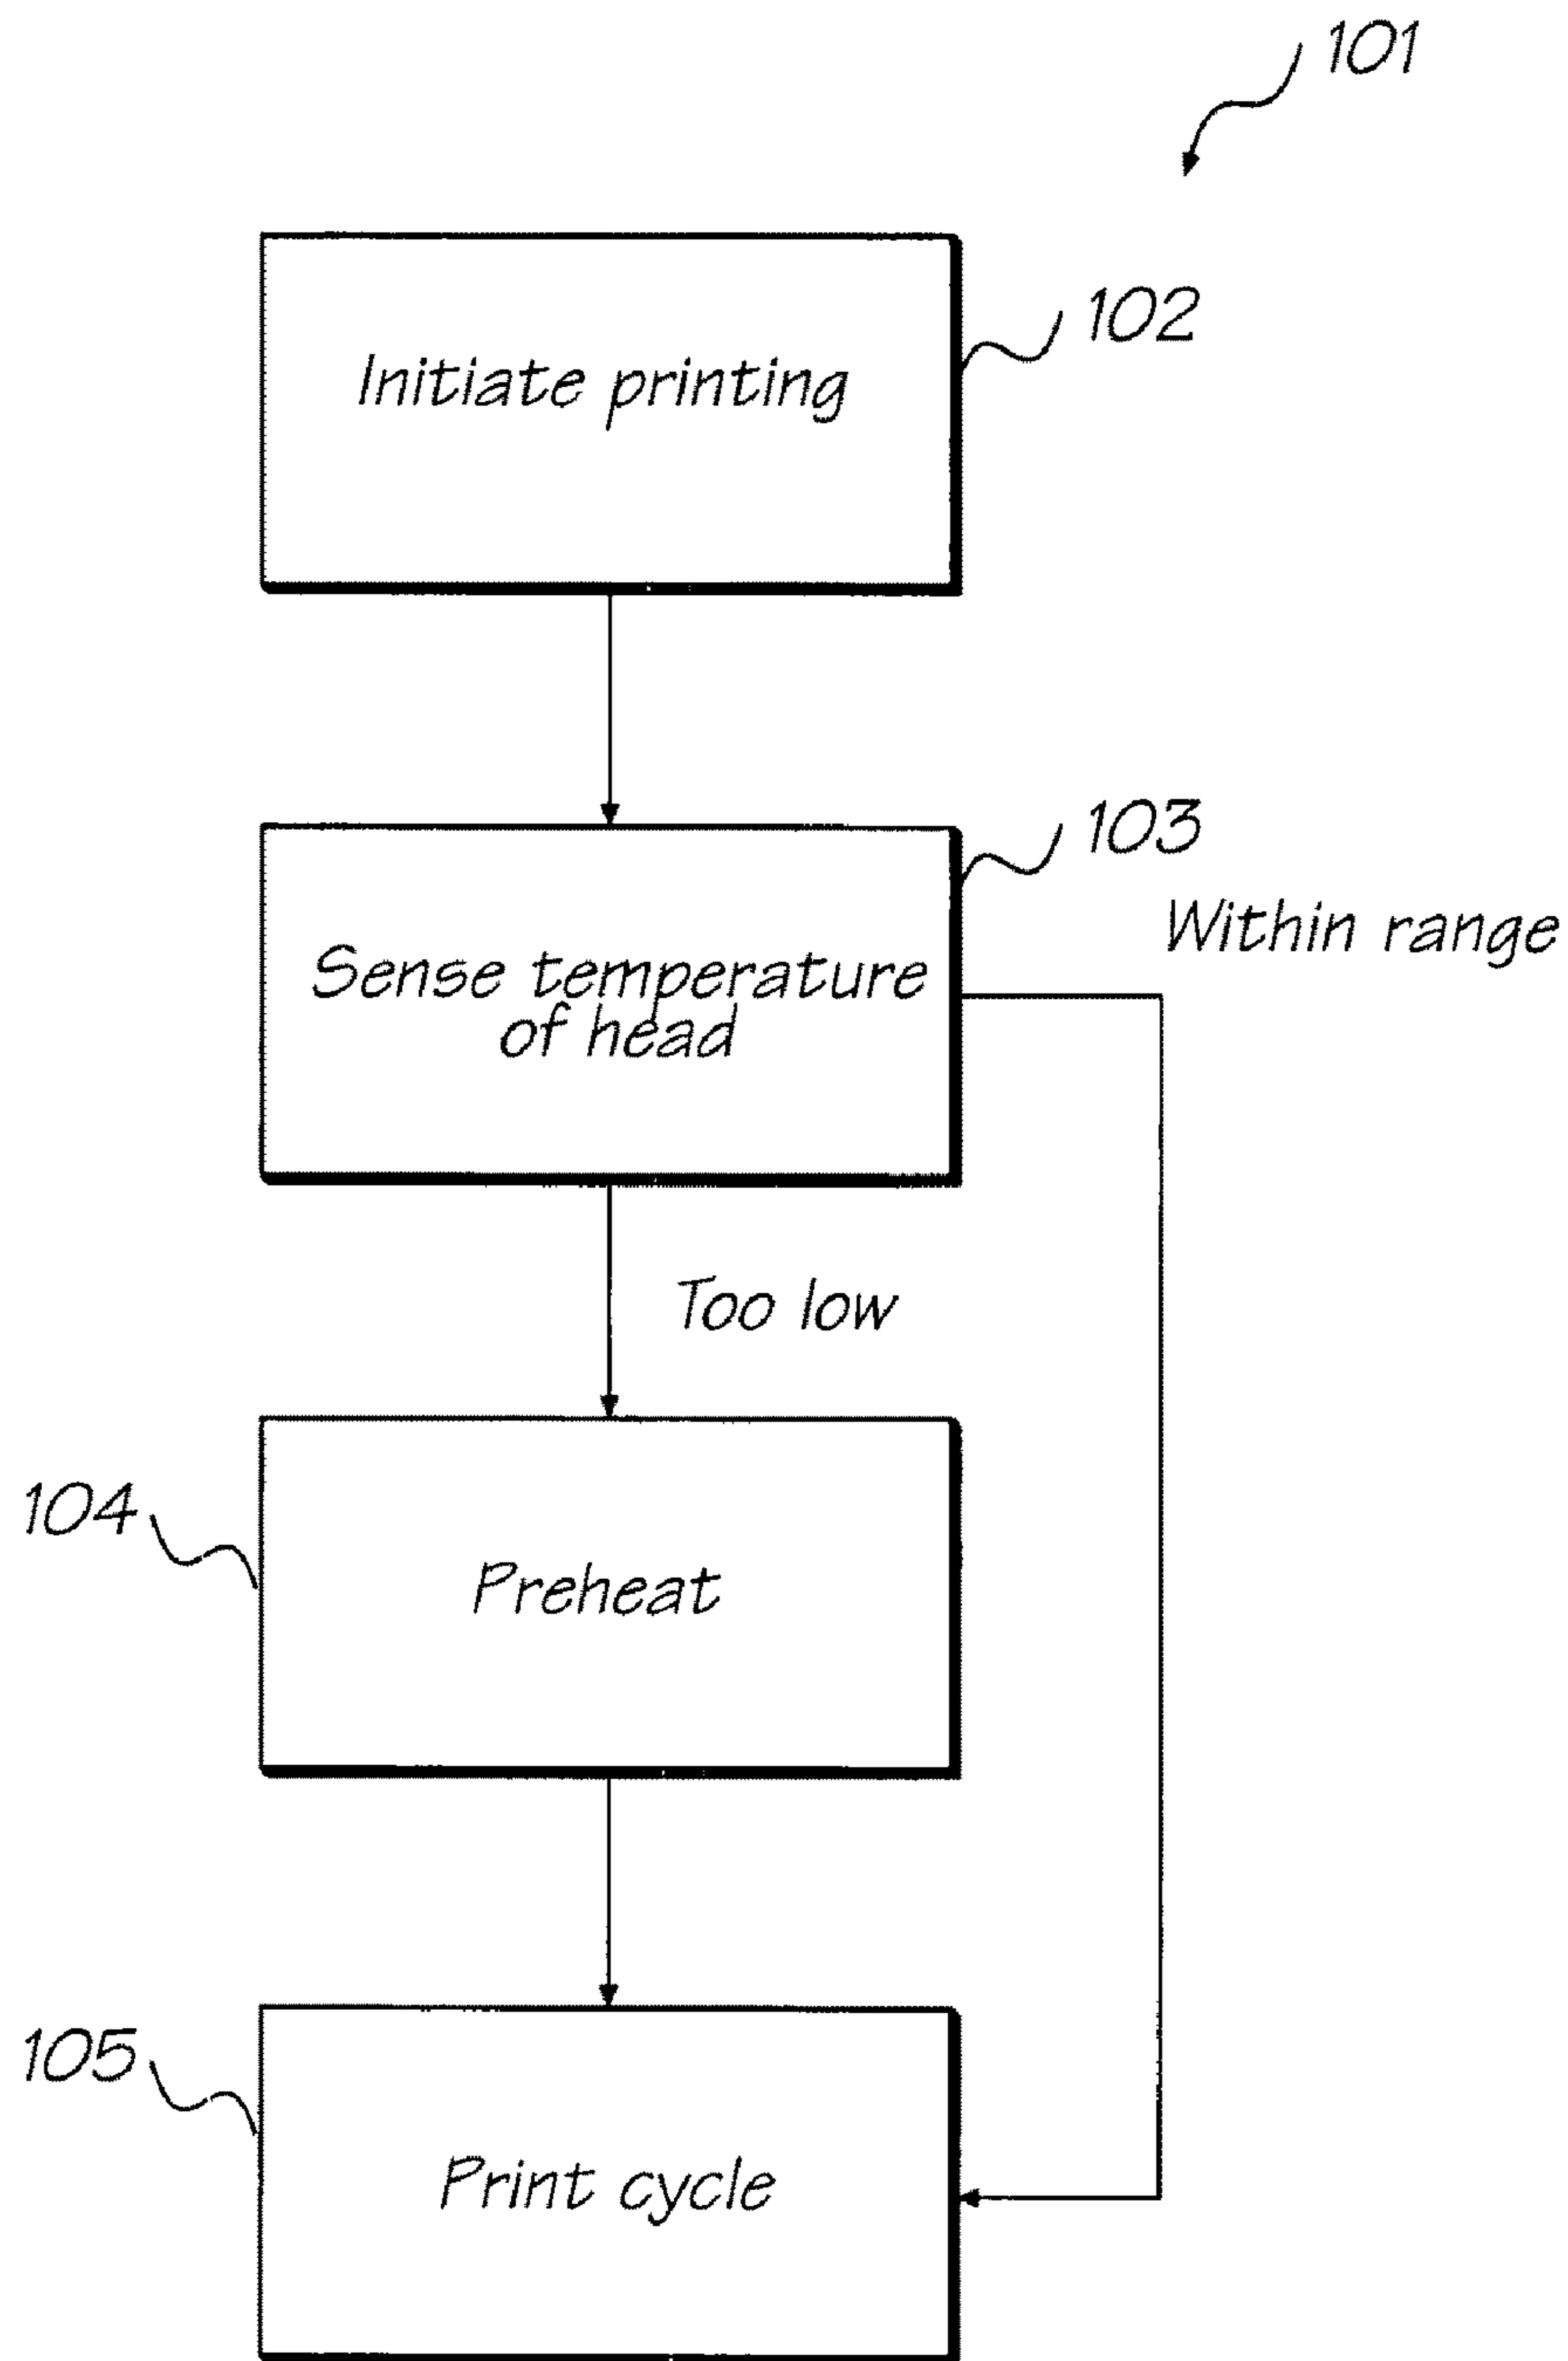 101
Initiate printing
102
103
Within range
Sense temperature
of head
Too low
104
Preheat
105
Print cycle